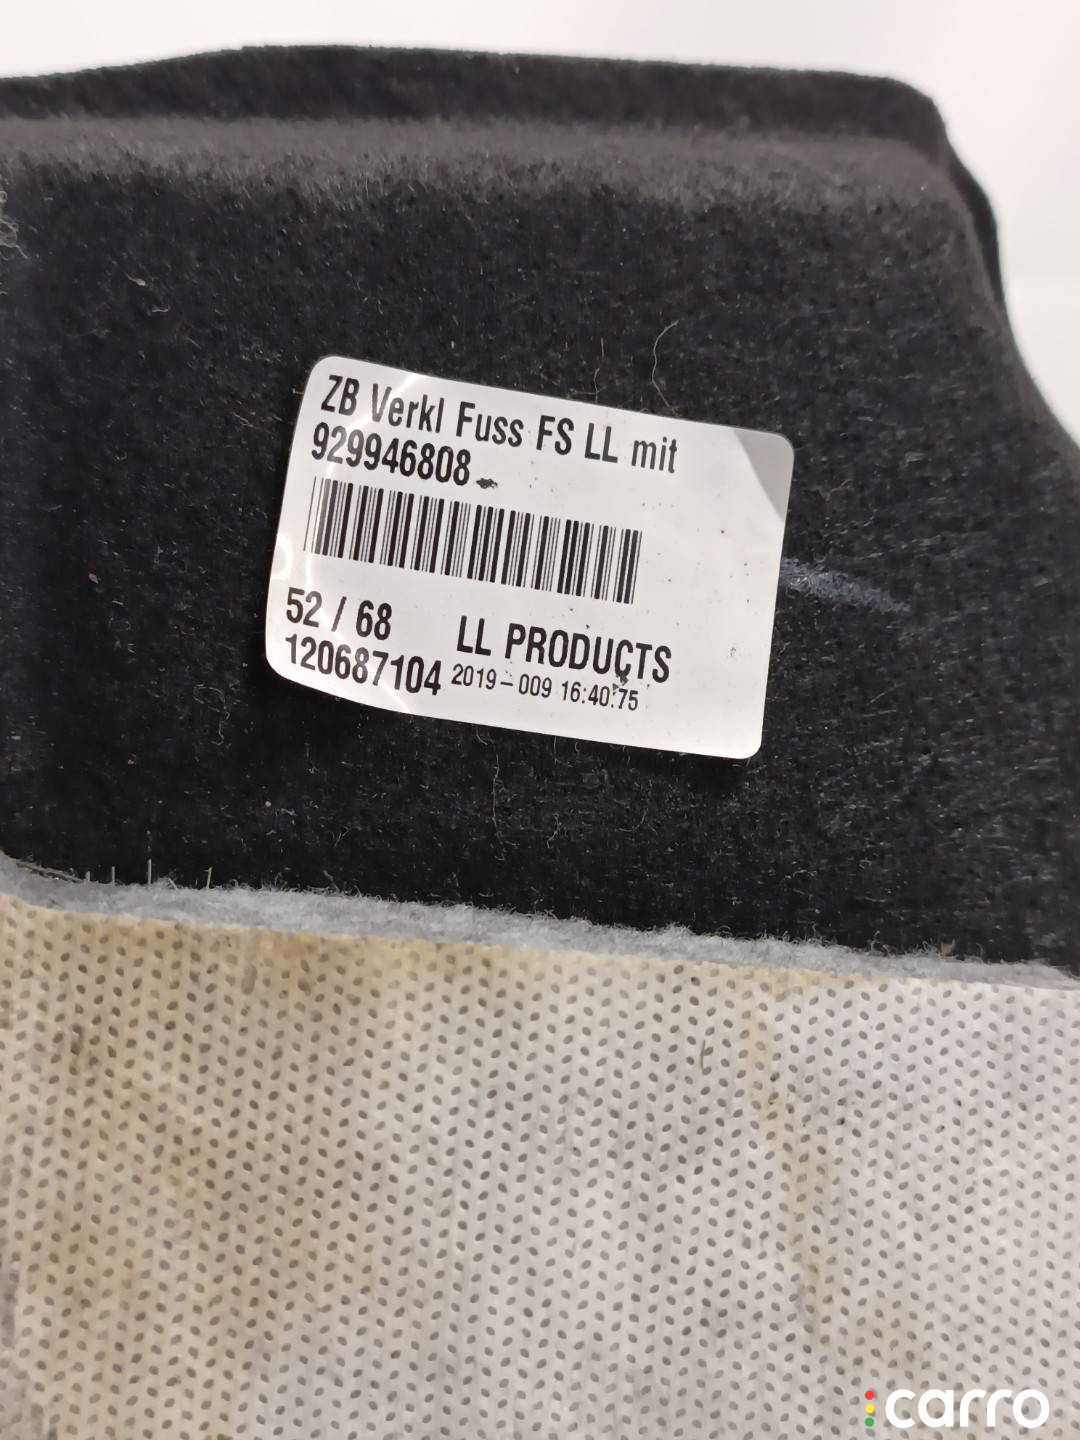 ZB Verkl Fuss FS LL mit
929946808
52 / 68 LL PRODUCTS
120687104 2019-009 16:40:75
carro